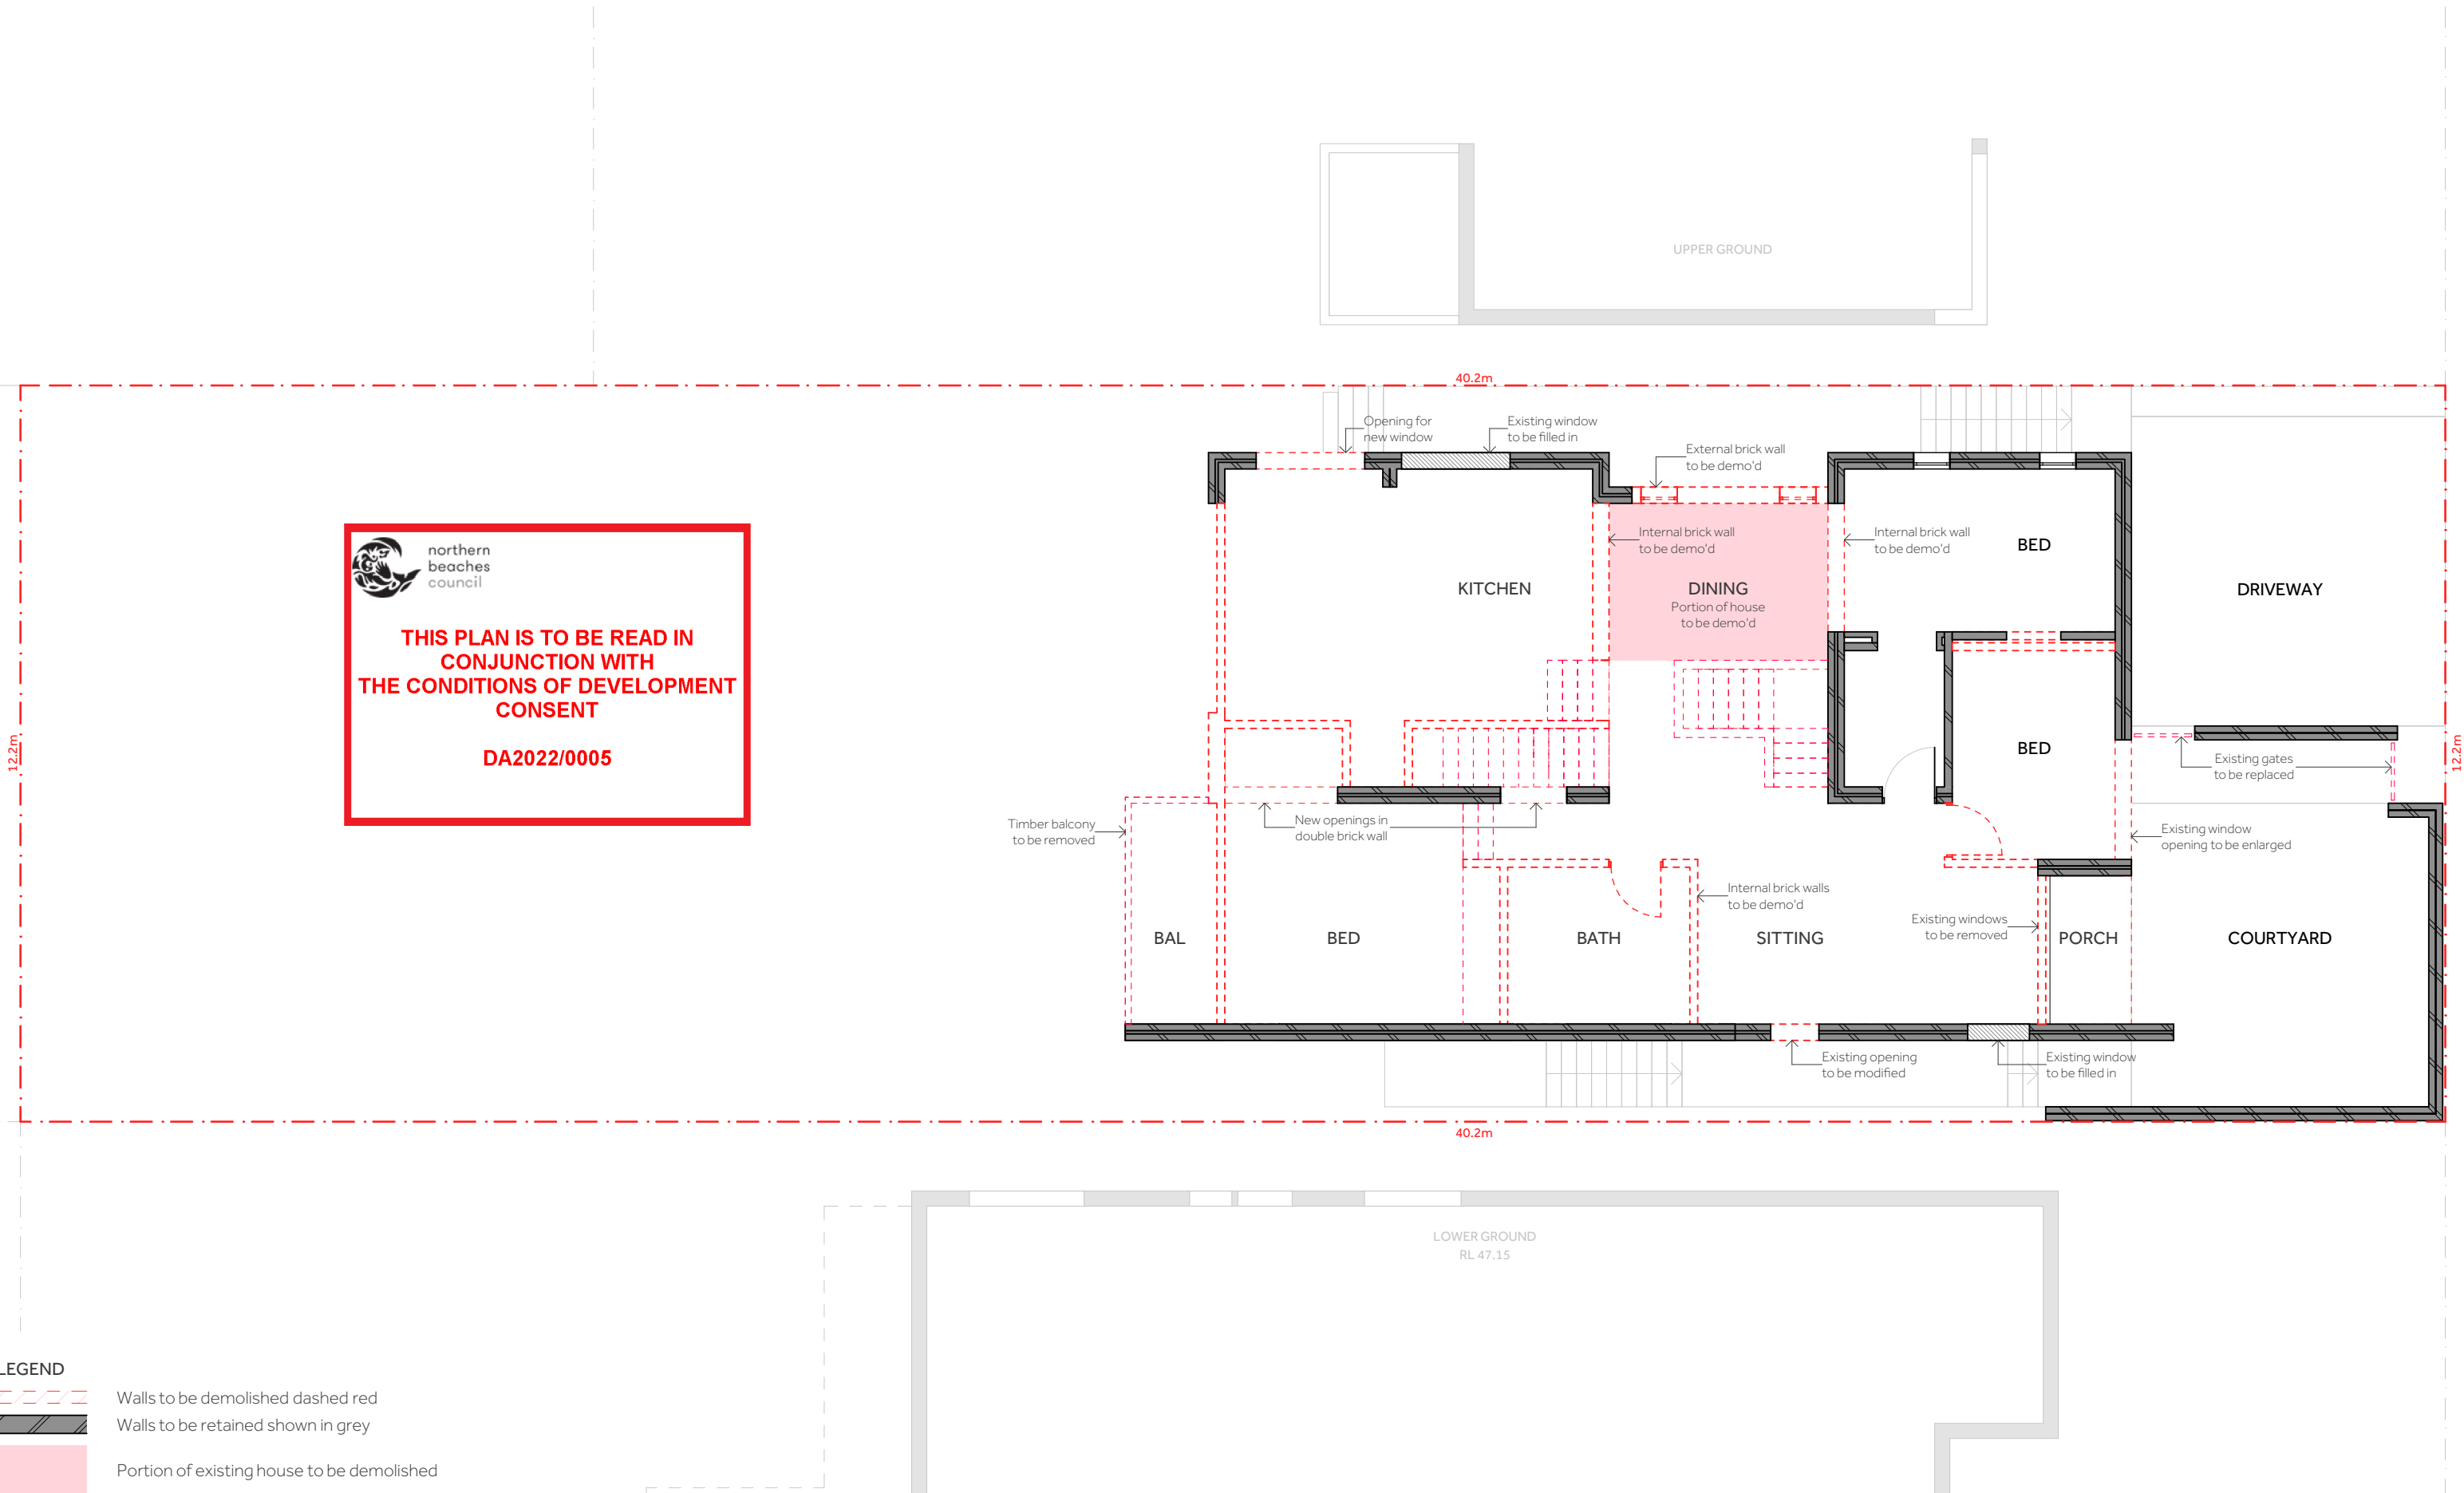 UPPER GROUND
40.2m
Opening for
new window
Existing window
to be filled in
External brick wall
to be demo'd
Internal brick wall
to be demo'd
Internal brick wall
to be demo'd
BED
KITCHEN
DINING
Portion of house
to be demo'd
DRIVEWAY
northern
beaches
council
THIS PLAN IS TO BE READ IN
CONJUNCTION WITH
THE CONDITIONS OF DEVELOPMENT
CONSENT
DA2022/0005
12.2m
12.2m
BED
Existing gates
to be replaced
Timber balcony
to be removed
New openings in
double brick wall
Existing window
opening to be enlarged
Internal brick walls
to be demo'd
Existing windows
to be removed
BAL
BED
BATH
SITTING
PORCH
COURTYARD
Existing opening
to be modified
Existing window
to be filled in
40.2m
LOWER GROUND
RL 47.15
LEGEND
Walls to be demolished dashed red
Walls to be retained shown in grey
Portion of existing house to be demolished